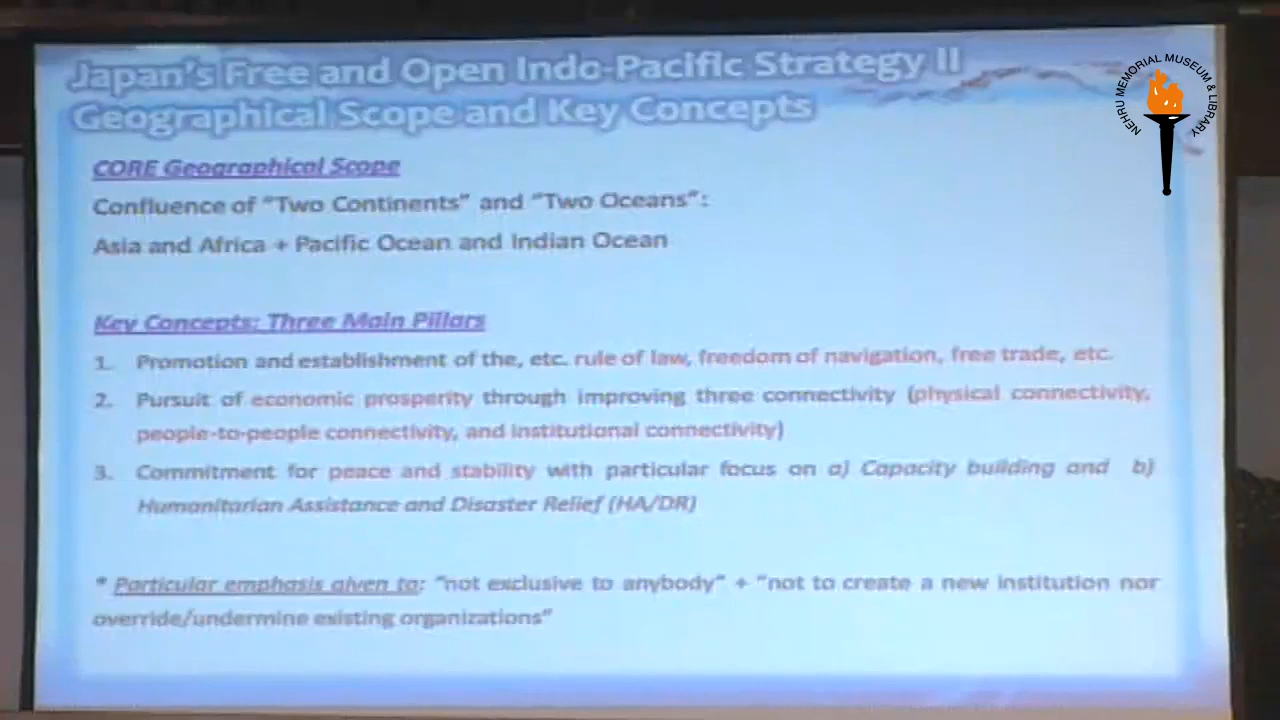 Japan's Free and Open Indo-Pacific Strategy II
Geographical Scope and Key Concepts
NEHRU MEMORIAL MUSEUM & LIBRARY
CORE Geographical Scope
Confluence of "Two Continents" and "Two Oceans":
Asia and Africa + Pacific Ocean and Indian Ocean
Key Concepts: Three Main Pillars
1. Promotion and establishment of the, etc. rule of law, freedom of navigation, free trade, etc.
2. Pursuit of economic prosperity through improving three connectivity (physical connectivity,
people-to-people connectivity, and institutional connectivity)
3. Commitment for peace and stability with particular focus on a) Capacity building and b)
Humanitarian Assistance and Disaster Relief (HA/DR)
* Particular emphasis given to: "not exclusive to anybody" + "not to create a new institution nor
override/undermine existing organizations"